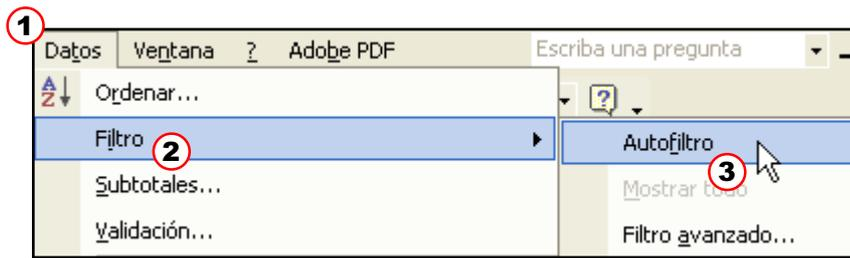 1
Datos Ventana ? Adobe PDF Escriba una pregunta
Ordenar...
Filtro 2 Autofiltro
3
Subtotales... Mostrar todo
Validación... Filtro avanzado...